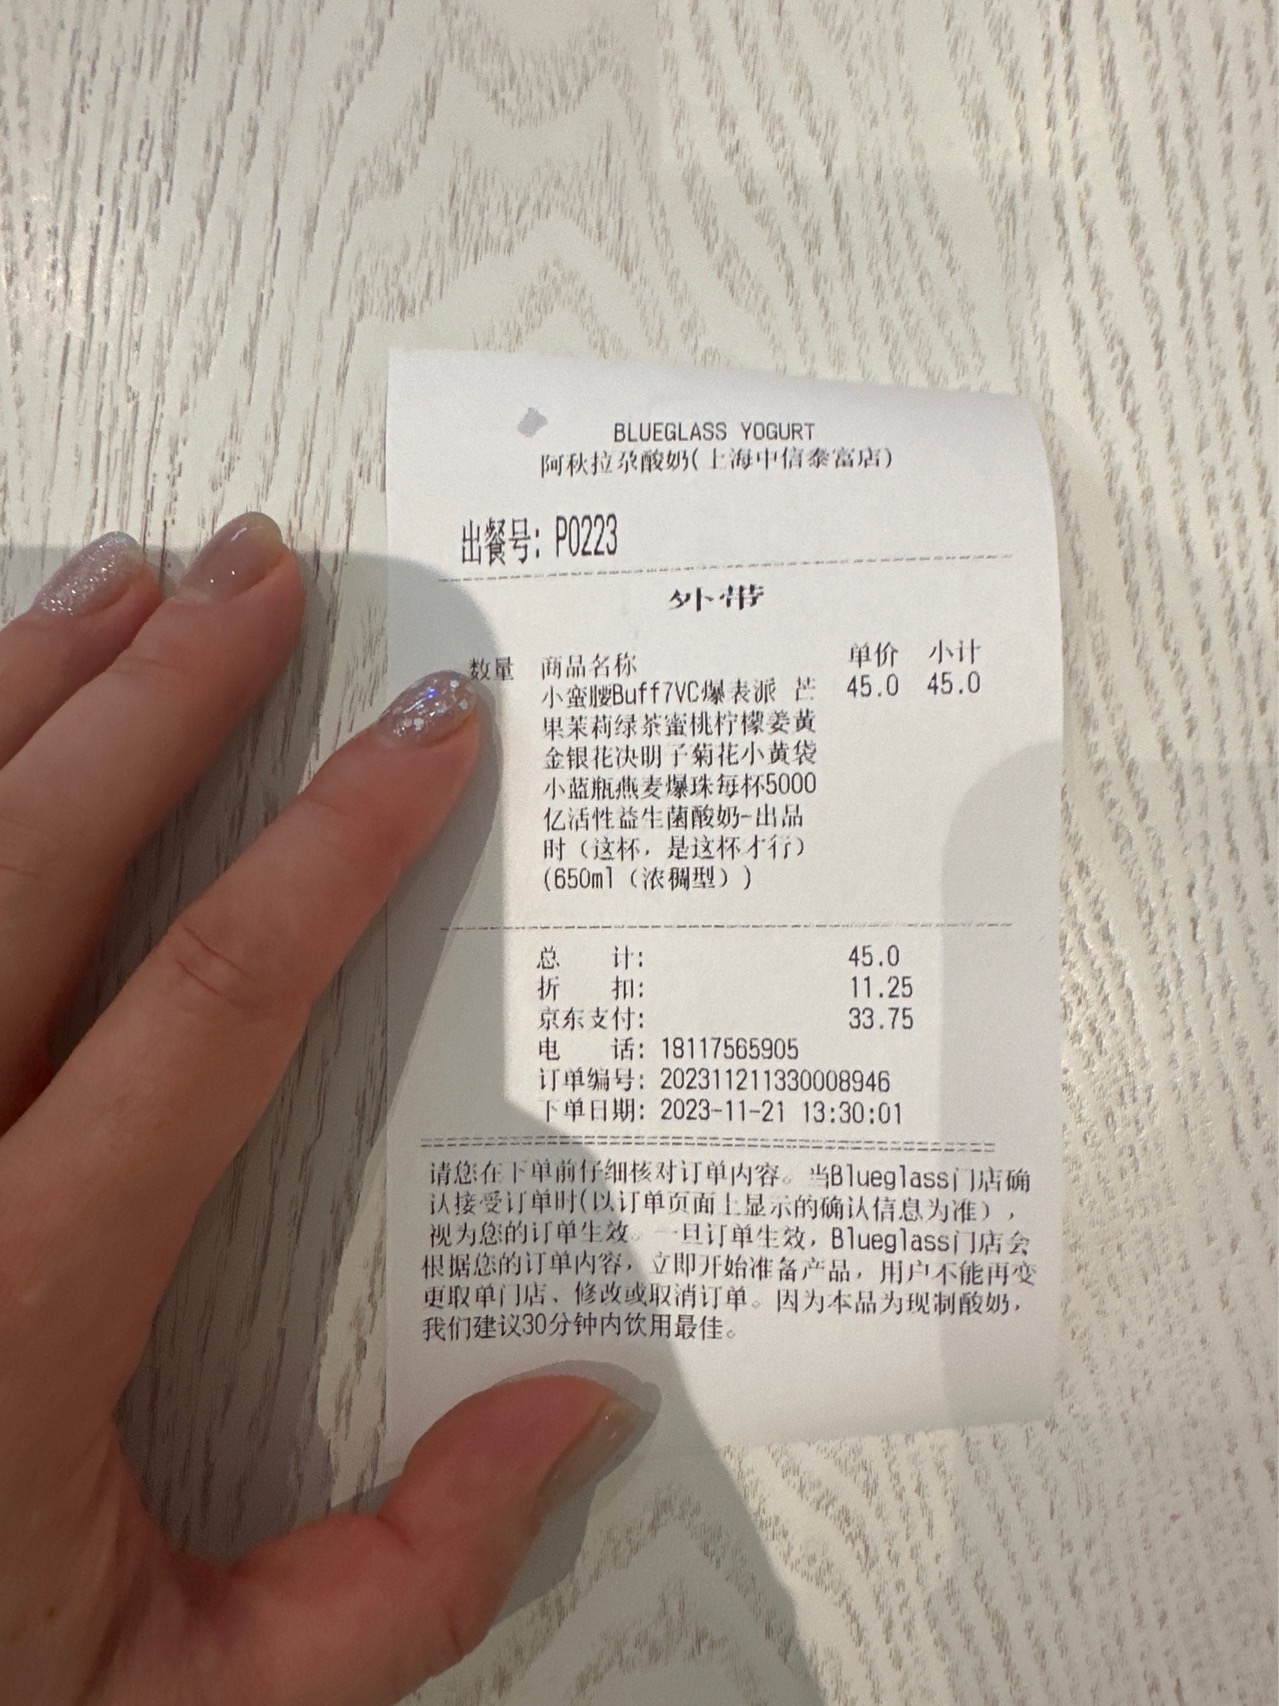 BLUEGLASS YOGURT
阿秋拉尕酸奶(上海中信泰富店)
出餐号: P0223
外带
数量 商品名称 单价 小计
小蛮腰Buff7VC爆表派 芒 45.0 45.0
果茉莉绿茶蜜桃柠檬姜黄
金银花决明子菊花小黄袋
小蓝瓶燕麦爆珠每杯5000
亿活性益生菌酸奶-出品
时（这杯，是这杯才行）
(650ml（浓稠型）)
总 计: 45.0
折 扣: 11.25
京东支付: 33.75
电 话: 18117565905
订单编号: 202311211330008946
下单日期: 2023-11-21 13:30:01
请您在下单前仔细核对订单内容。当Blueglass门店确
认接受订单时(以订单页面上显示的确认信息为准)，
视为您的订单生效。一旦订单生效，Blueglass门店会
根据您的订单内容，立即开始准备产品，用户不能再变
更取单门店、修改或取消订单。因为本品为现制酸奶，
我们建议30分钟内饮用最佳。